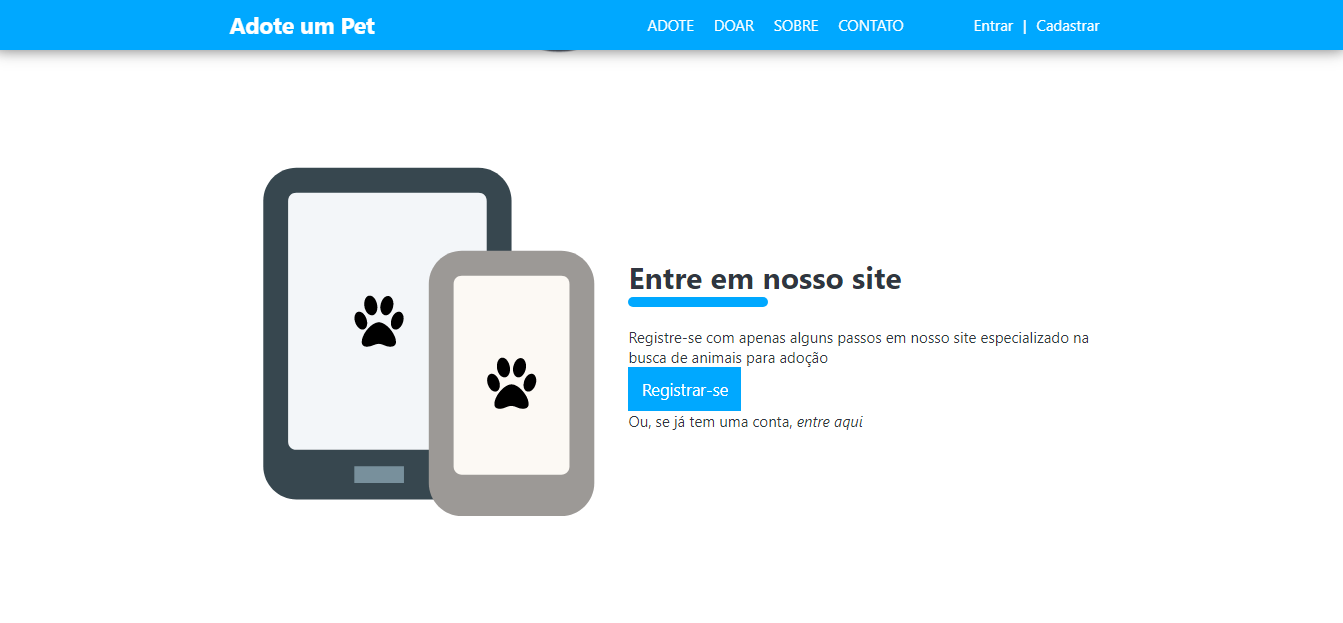 Adote um Pet
ADOTE DOAR SOBRE CONTATO Entrar | Cadastrar
Entre em nosso site
Registre-se com apenas alguns passos em nosso site especializado na
busca de animais para adoção
Registrar-se
Ou, se já tem uma conta, entre aqui